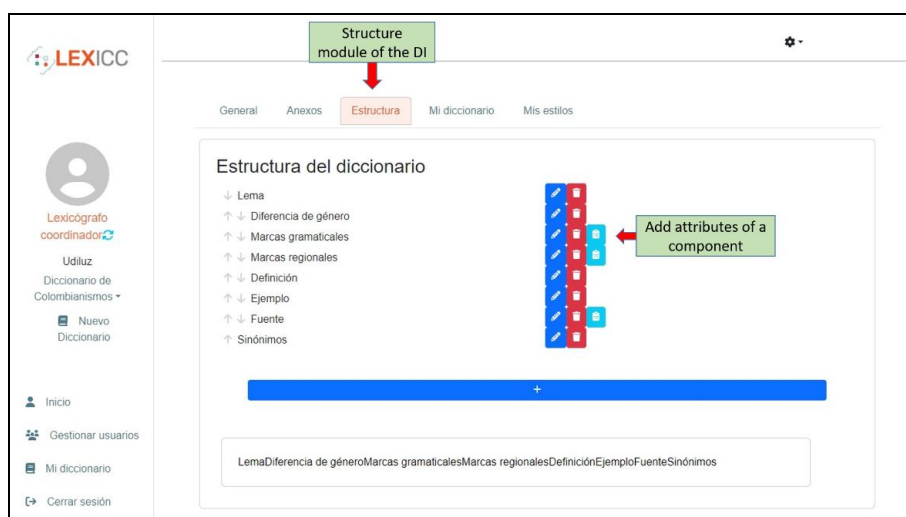 LEXICC
Structure
module of the DI
General Anexos Estructura Mi diccionario Mis estilos
Lexicógrafo
coordinador
Udiluz
Diccionario de
Colombianismos
Nuevo
Diccionario
Inicio
Gestionar usuarios
Mi diccionario
Cerrar sesión
Estructura del diccionario
Lema
Diferencia de género
Marcas gramaticales
Marcas regionales
Definición
Ejemplo
Fuente
Sinónimos
Add attributes of a
component
+
LemaDiferencia de géneroMarcas gramaticalesMarcas regionalesDefiniciónEjemploFuenteSinónimos